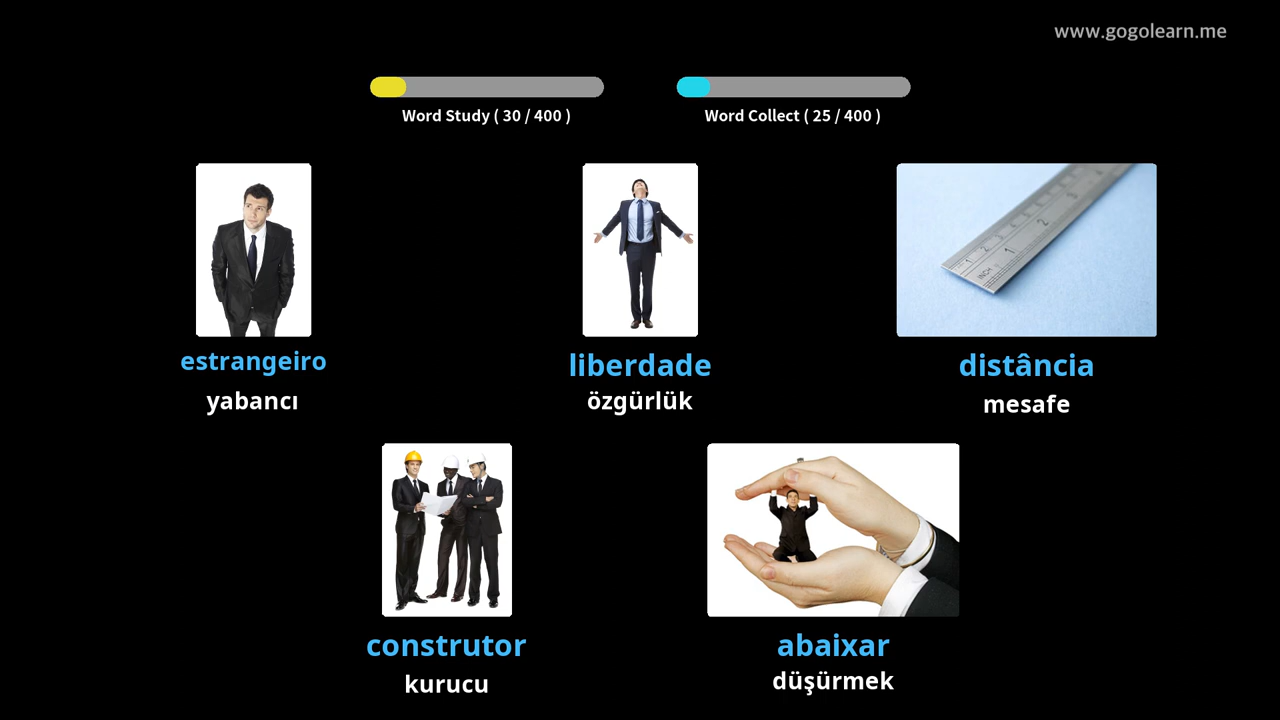 www.gogolearn.me
Word Study ( 30 / 400 )
Word Collect ( 25 / 400 )
estrangeiro
yabancı
liberdade
özgürlük
distância
mesafe
construtor
kurucu
abaixar
düşürmek